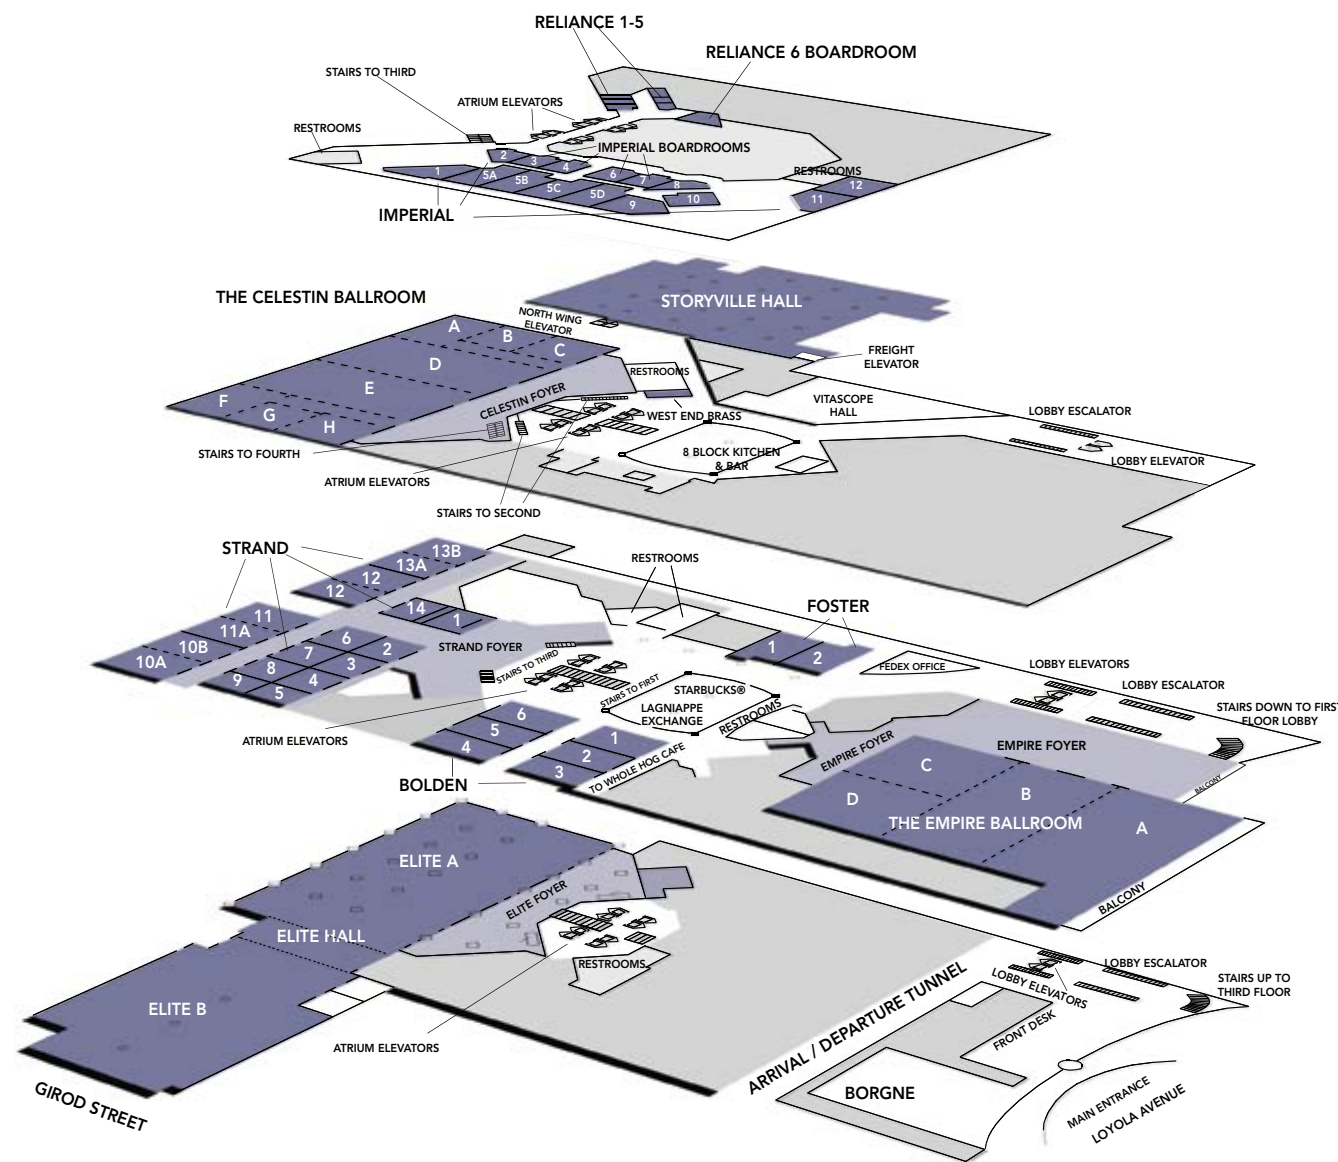 RELIANCE 1-5
RELIANCE 6 BOARDROOM
STAIRS TO THIRD
ATRIUM ELEVATORS
RESTROOMS
IMPERIAL BOARDROOMS
2
3
4
6
7
8
1
5A
5B
5C
5D
9
10
RESTROOMS
12
11
IMPERIAL
THE CELESTIN BALLROOM
STORYVILLE HALL
NORTH WING
ELEVATOR
A
B
C
D
E
F
G
H
CELESTIN FOYER
RESTROOMS
FREIGHT
ELEVATOR
WEST END BRASS
VITASCOPE
HALL
LOBBY ESCALATOR
LOBBY ELEVATOR
8 BLOCK KITCHEN
& BAR
STAIRS TO FOURTH
ATRIUM ELEVATORS
STAIRS TO SECOND
STRAND
13B
13A
12
12
14
1
11
11A
10B
10A
6
2
7
3
8
4
9
5
STRAND FOYER
RESTROOMS
FOSTER
1
2
FEDEX OFFICE
STAIRS TO THIRD
STAIRS TO FIRST
STARBUCKS®
LAGNIAPPE
EXCHANGE
RESTROOMS
LOBBY ELEVATORS
LOBBY ESCALATOR
STAIRS DOWN TO FIRST
FLOOR LOBBY
ATRIUM ELEVATORS
6
5
4
1
2
3
BOLDEN
TO WHOLE HOG CAFE
EMPIRE FOYER
EMPIRE FOYER
BALCONY
C
B
D
A
THE EMPIRE BALLROOM
BALCONY
ELITE A
ELITE FOYER
ELITE HALL
ELITE B
RESTROOMS
ATRIUM ELEVATORS
GIROD STREET
ARRIVAL / DEPARTURE TUNNEL
LOBBY ELEVATORS
LOBBY ESCALATOR
STAIRS UP TO
THIRD FLOOR
FRONT DESK
BORGNE
MAIN ENTRANCE
LOYOLA AVENUE